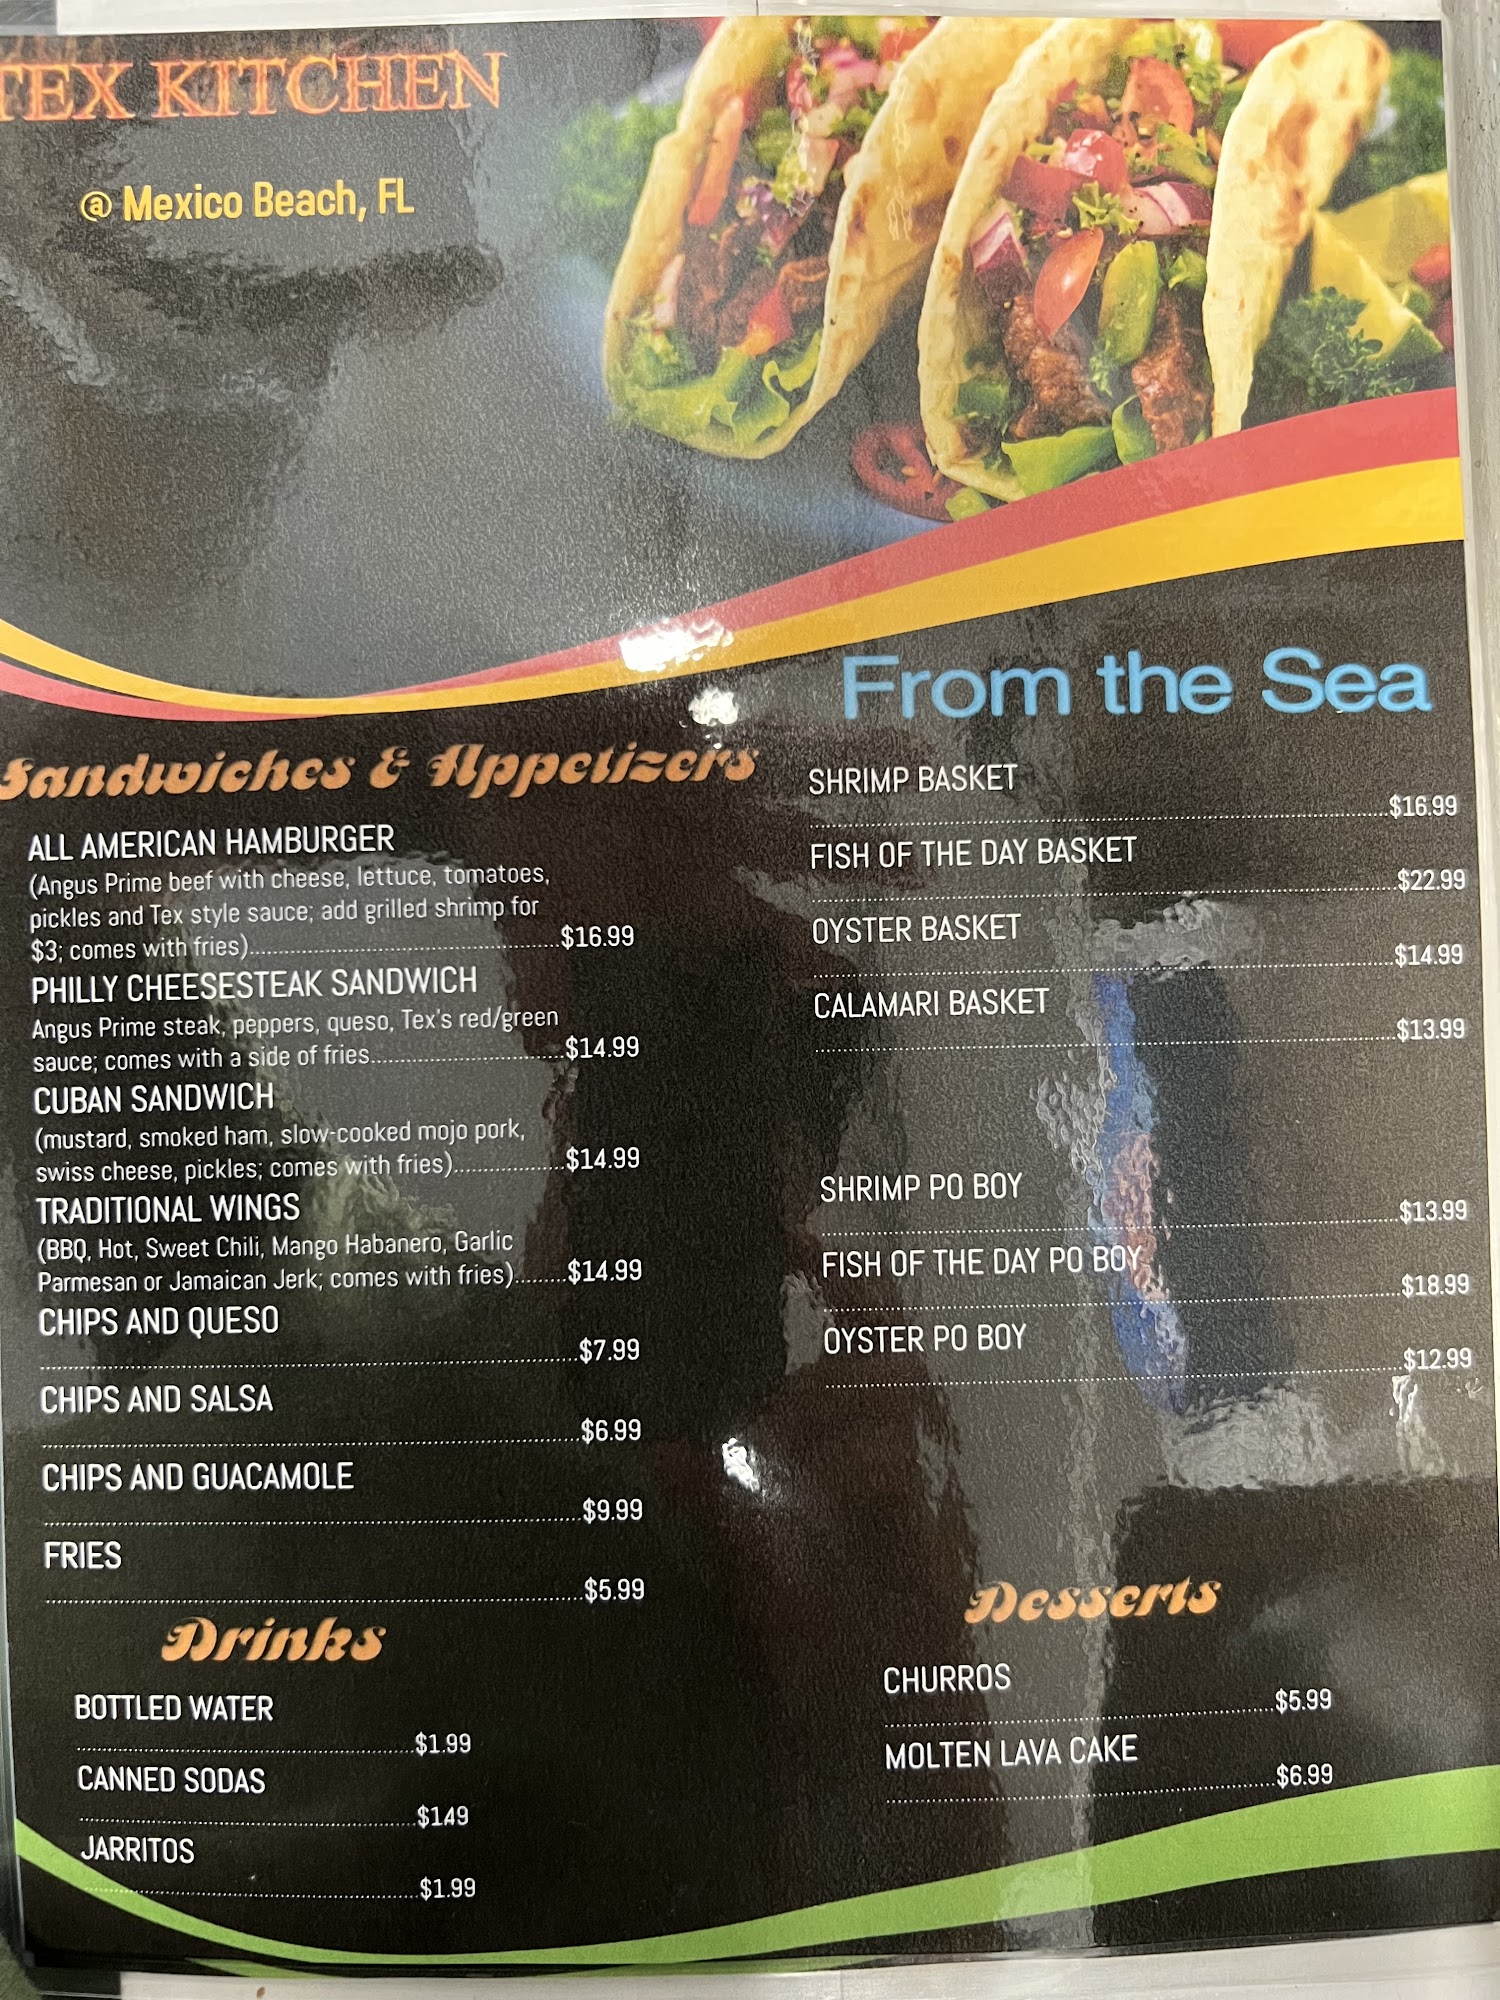 TEX KITCHEN
@ Mexico Beach, FL
Sandwiches & Appetizers
ALL AMERICAN HAMBURGER
(Angus Prime beef with cheese, lettuce, tomatoes,
pickles and Tex style sauce; add grilled shrimp for
$3; comes with fries)...$16.99
PHILLY CHEESESTEAK SANDWICH
Angus Prime steak, peppers, queso, Tex's red/green
sauce; comes with a side of fries...$14.99
CUBAN SANDWICH
(mustard, smoked ham, slow-cooked mojo pork,
swiss cheese, pickles; comes with fries)...$14.99
TRADITIONAL WINGS
(BBQ, Hot, Sweet Chili, Mango Habanero, Garlic
Parmesan or Jamaican Jerk; comes with fries)...$14.99
CHIPS AND QUESO
...$7.99
CHIPS AND SALSA
...$6.99
CHIPS AND GUACAMOLE
...$9.99
FRIES
...$5.99
Drinks
BOTTLED WATER
...$1.99
CANNED SODAS
...$1.49
JARRITOS
...$1.99
From the Sea
SHRIMP BASKET
...$16.99
FISH OF THE DAY BASKET
...$22.99
OYSTER BASKET
...$14.99
CALAMARI BASKET
...$13.99
SHRIMP PO BOY
...$13.99
FISH OF THE DAY PO BOY
...$18.99
OYSTER PO BOY
...$12.99
Desserts
CHURROS
...$5.99
MOLTEN LAVA CAKE
...$6.99